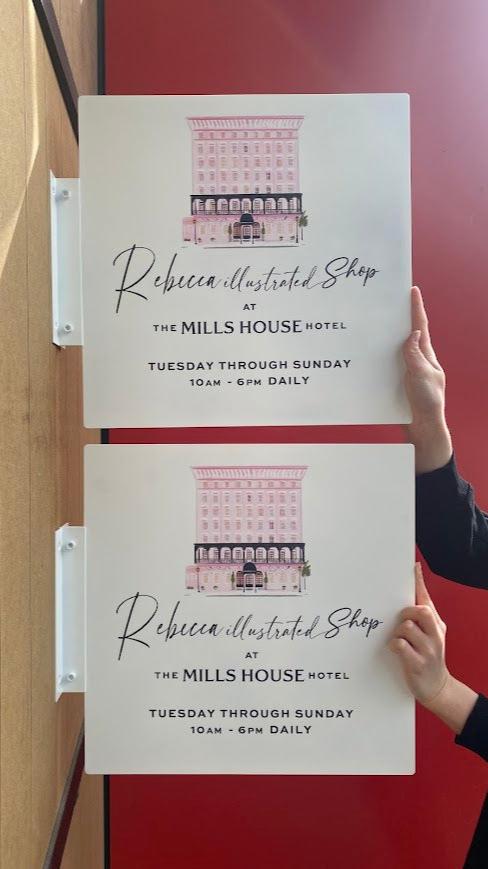 Rebecca illustrated Shop
AT
THE MILLS HOUSE HOTEL
TUESDAY THROUGH SUNDAY
10AM - 6PM DAILY
Rebecca illustrated Shop
AT
THE MILLS HOUSE HOTEL
TUESDAY THROUGH SUNDAY
10AM - 6PM DAILY